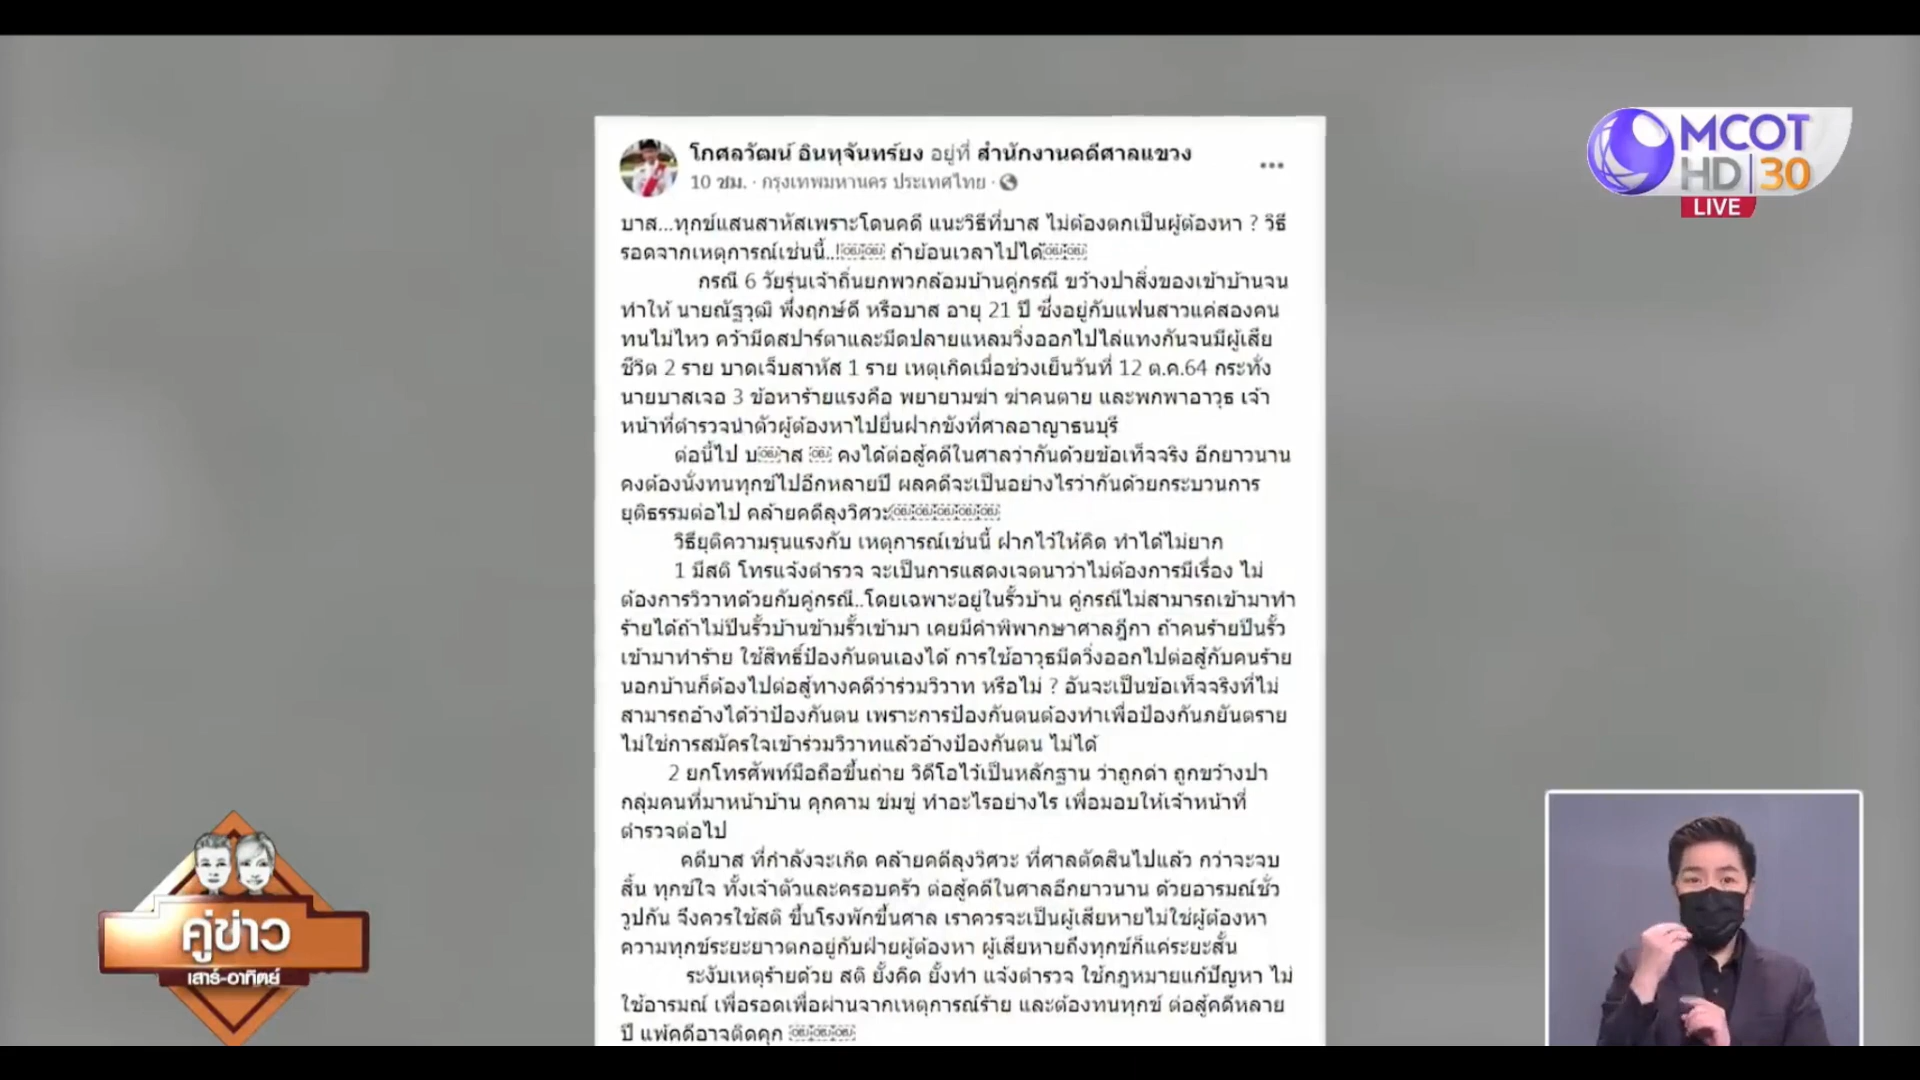 MCOT
HD 30
LIVE
โกศลวัฒน์ อินทุจันทร์ยง อยู่ที่ สำนักงานคดีศาลแขวง
10 ชม. · กรุงเทพมหานคร ประเทศไทย ·
บาส...ทุกข์แสนสาหัสเพราะโดนคดี แนะวิธีที่บาส ไม่ต้องตกเป็นผู้ต้องหา ? วิธี
รอดจากเหตุการณ์เช่นนี้..!￼￼ ถ้าย้อนเวลาไปได้￼￼
กรณี 6 วัยรุ่นเจ้าถิ่นยกพวกล้อมบ้านคู่กรณี ขว้างปาสิ่งของเข้าบ้านจน
ทำให้ นายณัฐวุฒิ พึ่งฤกษ์ดี หรือบาส อายุ 21 ปี ซึ่งอยู่กับแฟนสาวแค่สองคน
ทนไม่ไหว คว้ามีดสปาร์ตาและมีดปลายแหลมวิ่งออกไปไล่แทงกันจนมีผู้เสีย
ชีวิต 2 ราย บาดเจ็บสาหัส 1 ราย เหตุเกิดเมื่อช่วงเย็นวันที่ 12 ต.ค.64 กระทั่ง
นายบาสเจอ 3 ข้อหาร้ายแรงคือ พยายามฆ่า ฆ่าคนตาย และพกพาอาวุธ เจ้า
หน้าที่ตำรวจนำตัวผู้ต้องหาไปยื่นฝากขังที่ศาลอาญาธนบุรี
ต่อนี้ไป บ￼าส ￼ คงได้ต่อสู้คดีในศาลว่ากันด้วยข้อเท็จจริง อีกยาวนาน
คงต้องนั่งทนทุกข์ไปอีกหลายปี ผลคดีจะเป็นอย่างไรว่ากันด้วยกระบวนการ
ยุติธรรมต่อไป คล้ายคดีลุงวิศวะ￼￼￼￼￼
วิธียุติความรุนแรงกับ เหตุการณ์เช่นนี้ ฝากไว้ให้คิด ทำได้ไม่ยาก
1 มีสติ โทรแจ้งตำรวจ จะเป็นการแสดงเจตนาว่าไม่ต้องการมีเรื่อง ไม่
ต้องการวิวาทด้วยกับคู่กรณี..โดยเฉพาะอยู่ในรั้วบ้าน คู่กรณีไม่สามารถเข้ามาทำ
ร้ายได้ถ้าไม่ปีนรั้วบ้านข้ามรั้วเข้ามา เคยมีคำพิพากษาศาลฎีกา ถ้าคนร้ายปีนรั้ว
เข้ามาทำร้าย ใช้สิทธิ์ป้องกันตนเองได้ การใช้อาวุธมีดวิ่งออกไปต่อสู้กับคนร้าย
นอกบ้านก็ต้องไปต่อสู้ทางคดีว่าร่วมวิวาท หรือไม่ ? อันจะเป็นข้อเท็จจริงที่ไม่
สามารถอ้างได้ว่าป้องกันตน เพราะการป้องกันตนต้องทำเพื่อป้องกันภยันตราย
ไม่ใช่การสมัครใจเข้าร่วมวิวาทแล้วอ้างป้องกันตน ไม่ได้
2 ยกโทรศัพท์มือถือขึ้นถ่าย วิดีโอไว้เป็นหลักฐาน ว่าถูกด่า ถูกขว้างปา
กลุ่มคนที่มาหน้าบ้าน คุกคาม ข่มขู่ ทำอะไรอย่างไร เพื่อมอบให้เจ้าหน้าที่
ตำรวจต่อไป
คดีบาส ที่กำลังจะเกิด คล้ายคดีลุงวิศวะ ที่ศาลตัดสินไปแล้ว กว่าจะจบ
สิ้น ทุกข์ใจ ทั้งเจ้าตัวและครอบครัว ต่อสู้คดีในศาลอีกยาวนาน ด้วยอารมณ์ชั่ว
วูปกัน จึงควรใช้สติ ขึ้นโรงพักขึ้นศาล เราควรจะเป็นผู้เสียหายไม่ใช่ผู้ต้องหา
ความทุกข์ระยะยาวตกอยู่กับฝ่ายผู้ต้องหา ผู้เสียหายถึงทุกข์ก็แค่ระยะสั้น
ระงับเหตุร้ายด้วย สติ ยั้งคิด ยั้งทำ แจ้งตำรวจ ใช้กฎหมายแก้ปัญหา ไม่
ใช้อารมณ์ เพื่อรอดเพื่อผ่านจากเหตุการณ์ร้าย และต้องทนทุกข์ ต่อสู้คดีหลาย
ปี แพ้คดีอาจติดคุก ￼￼￼
คู่ข่าว
เสาร์-อาทิตย์